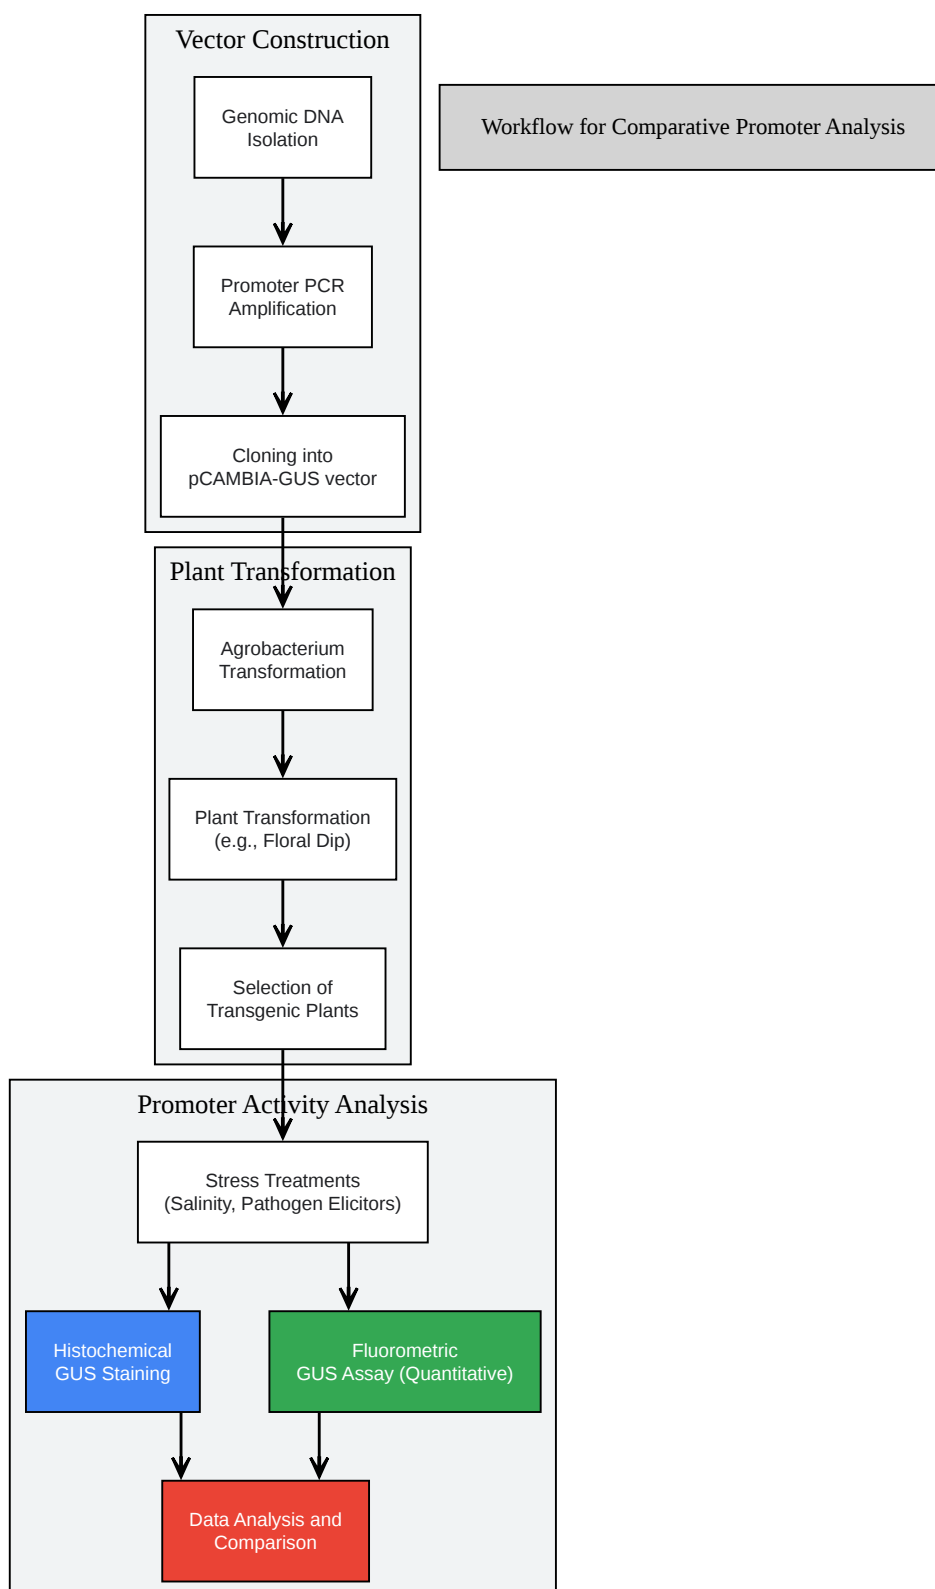 Vector Construction
Genomic DNA
Isolation
Workflow for Comparative Promoter Analysis
Promoter PCR
Amplification
Cloning into
pCAMBIA-GUS vector
Plant Transformation
Agrobacterium
Transformation
Plant Transformation
(e.g., Floral Dip)
Selection of
Transgenic Plants
Promoter Activity Analysis
Stress Treatments
(Salinity, Pathogen Elicitors)
Histochemical
GUS Staining
Fluorometric
GUS Assay (Quantitative)
Data Analysis and
Comparison